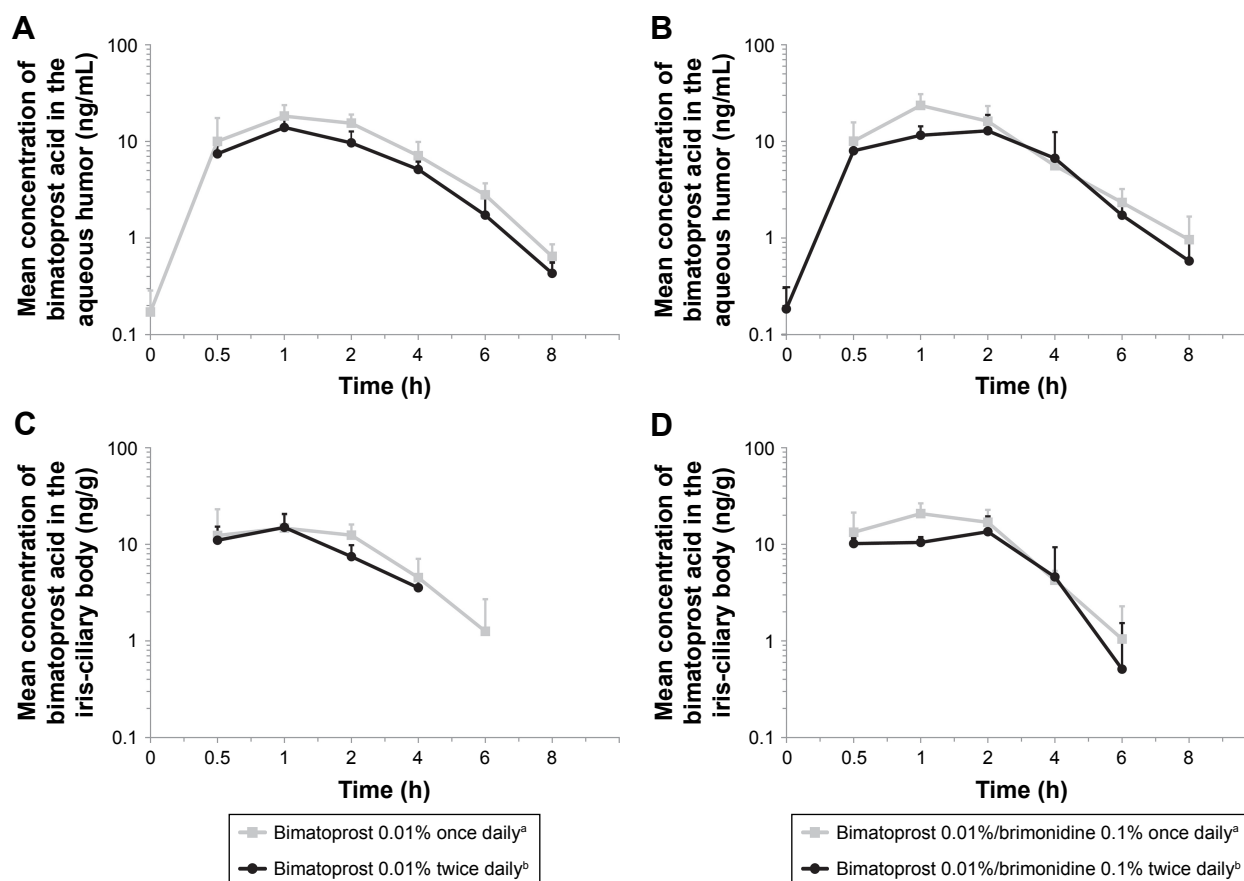 A
Mean concentration of
bimatoprost acid in the
aqueous humor (ng/mL)
100
10
1
0.1
0 0.5 1 2 4 6 8
Time (h)
B
Mean concentration of
bimatoprost acid in the
aqueous humor (ng/mL)
100
10
1
0.1
0 0.5 1 2 4 6 8
Time (h)
C
Mean concentration of
bimatoprost acid in the
iris-ciliary body (ng/g)
100
10
1
0.1
0 0.5 1 2 4 6 8
Time (h)
Bimatoprost 0.01% once dailyᵃ
Bimatoprost 0.01% twice dailyᵇ
D
Mean concentration of
bimatoprost acid in the
iris-ciliary body (ng/g)
100
10
1
0.1
0 0.5 1 2 4 6 8
Time (h)
Bimatoprost 0.01%/brimonidine 0.1% once dailyᵃ
Bimatoprost 0.01%/brimonidine 0.1% twice dailyᵇ